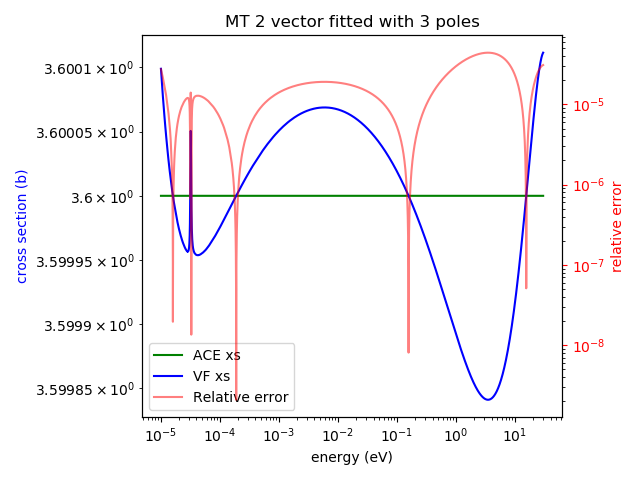 MT 2 vector fitted with 3 poles
cross section (b)
3.6001 × 10⁰
3.60005 × 10⁰
3.6 × 10⁰
3.59995 × 10⁰
3.5999 × 10⁰
3.59985 × 10⁰
10⁻⁵
10⁻⁶
10⁻⁷
10⁻⁸
relative error
ACE xs
VF xs
Relative error
10⁻⁵ 10⁻⁴ 10⁻³ 10⁻² 10⁻¹ 10⁰ 10¹
energy (eV)